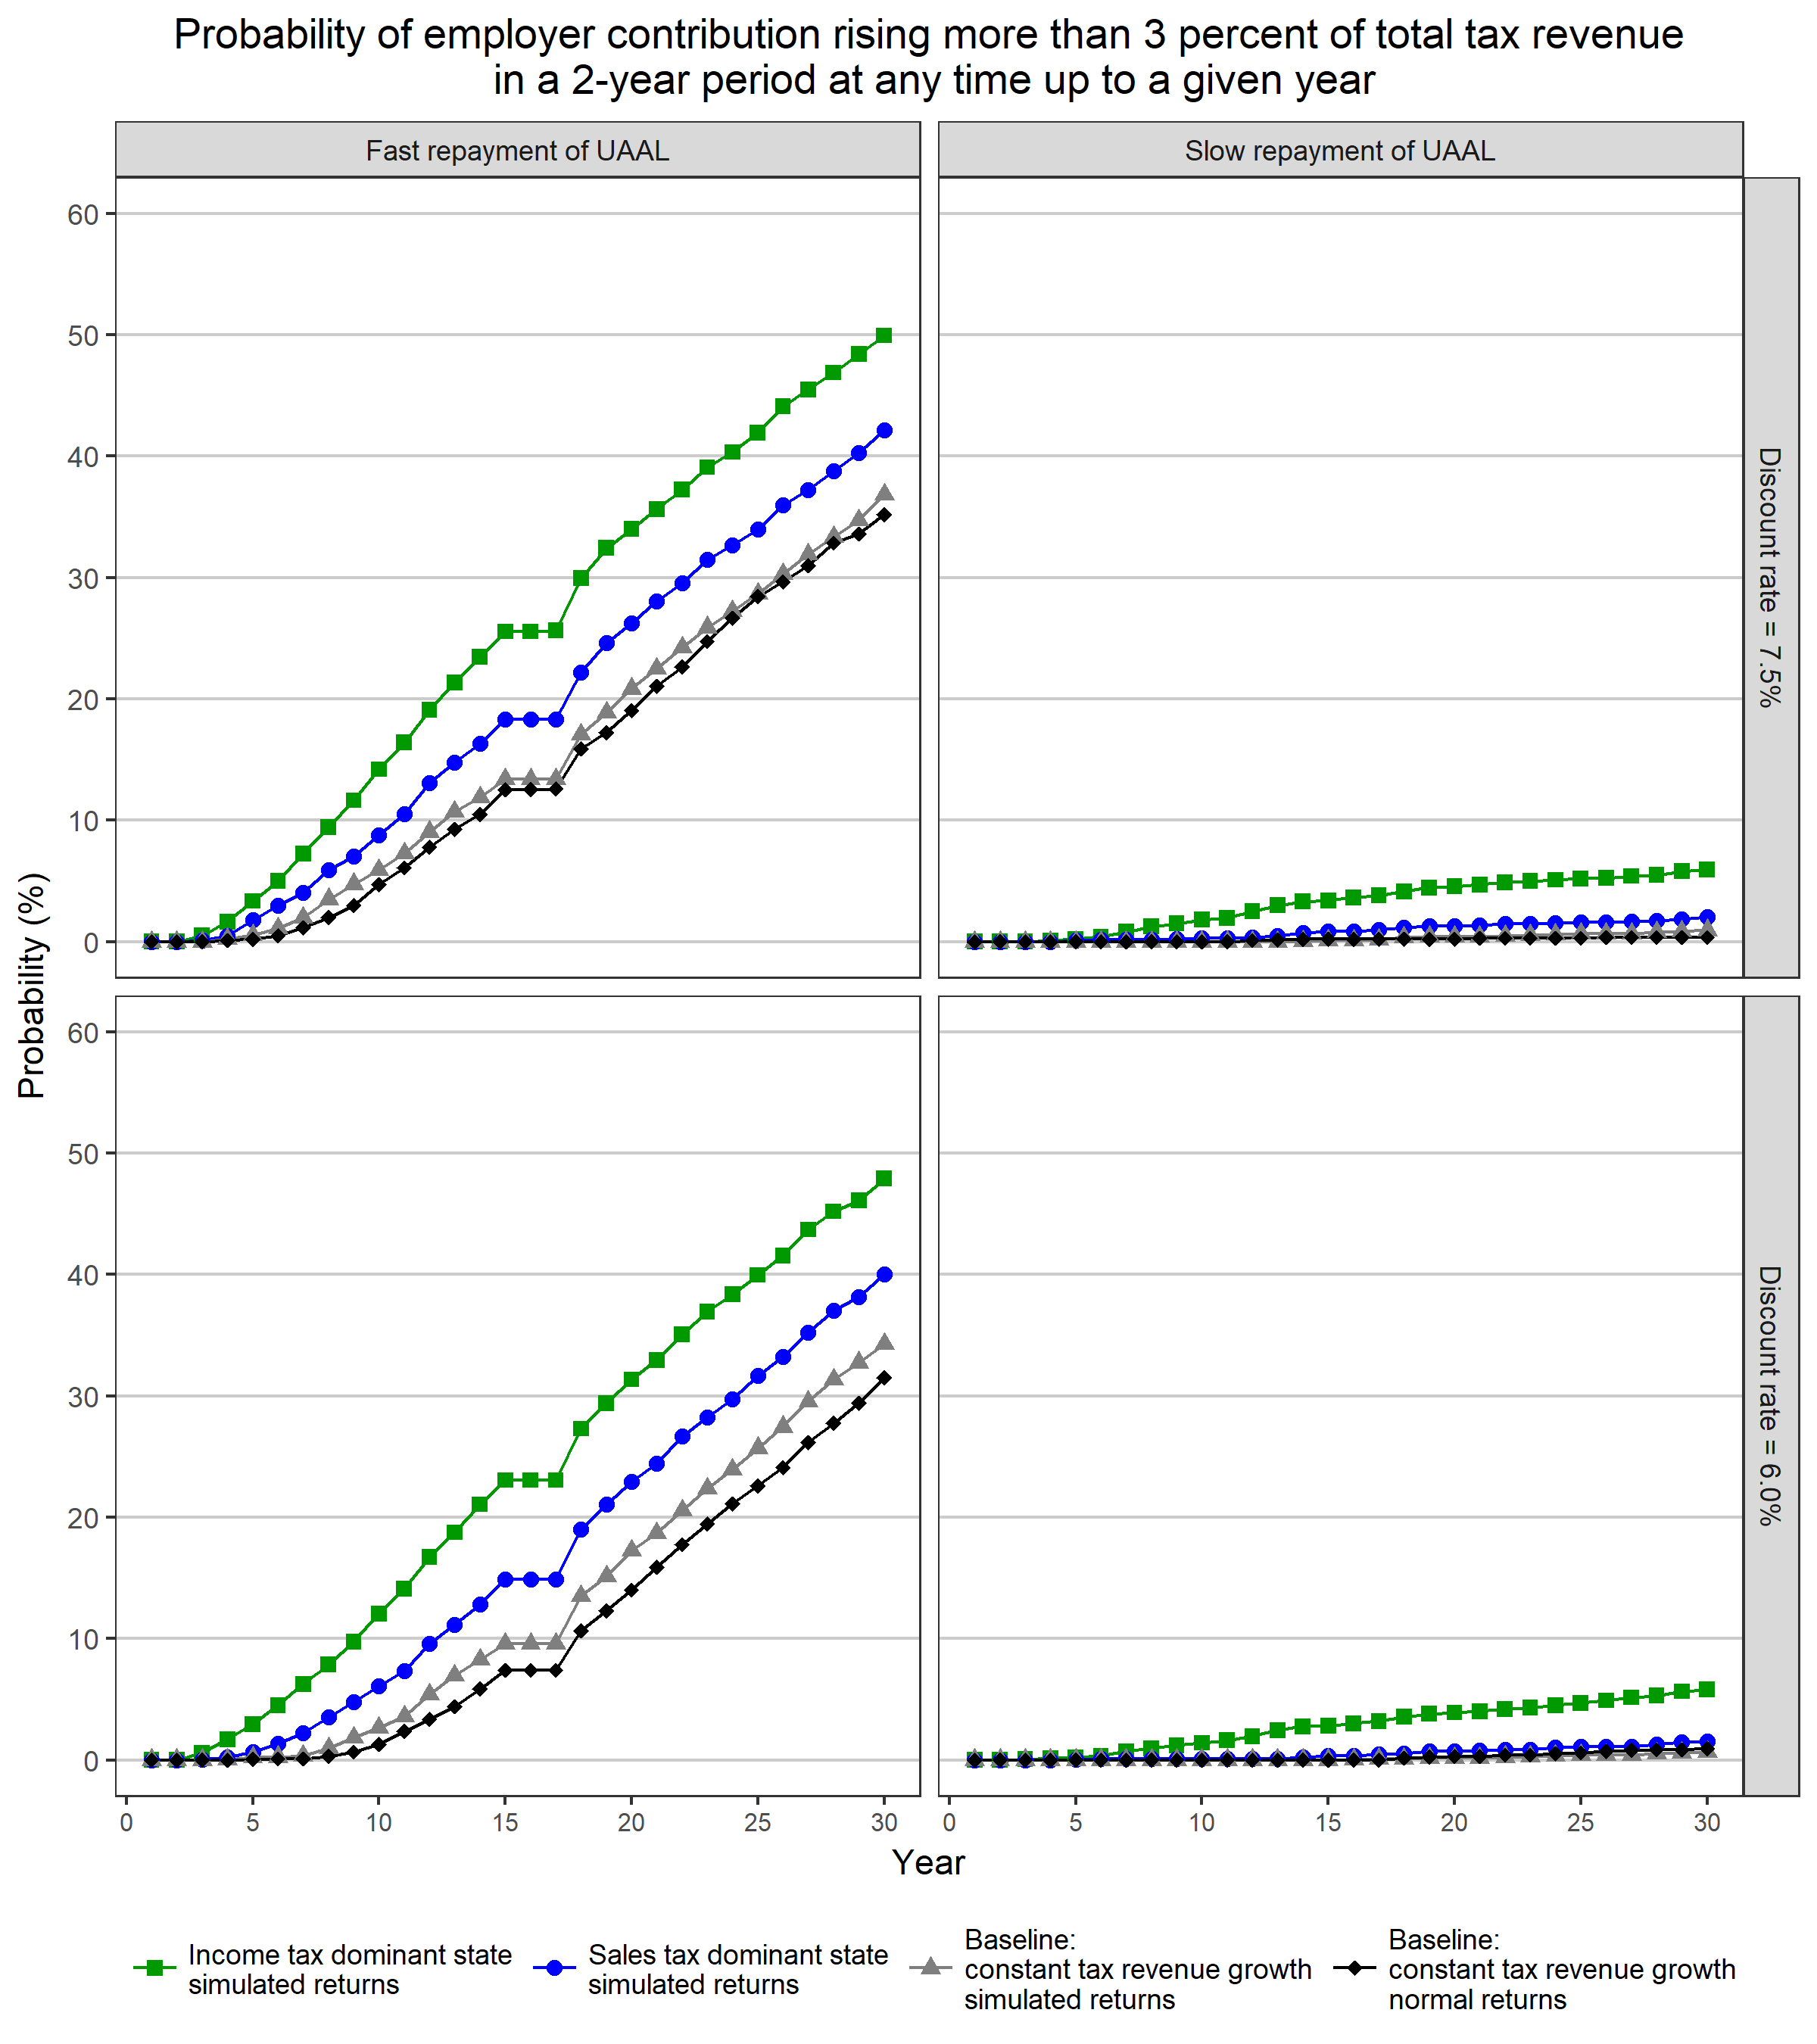 Probability of employer contribution rising more than 3 percent of total tax revenue
in a 2-year period at any time up to a given year
Fast repayment of UAAL
Slow repayment of UAAL
60
50
40
30
20
10
0
Discount rate = 7.5%
Probability (%)
60
50
40
30
20
10
0
Discount rate = 6.0%
0 5 10 15 20 25 30
0 5 10 15 20 25 30
Year
Income tax dominant state
simulated returns
Sales tax dominant state
simulated returns
Baseline:
constant tax revenue growth
simulated returns
Baseline:
constant tax revenue growth
normal returns